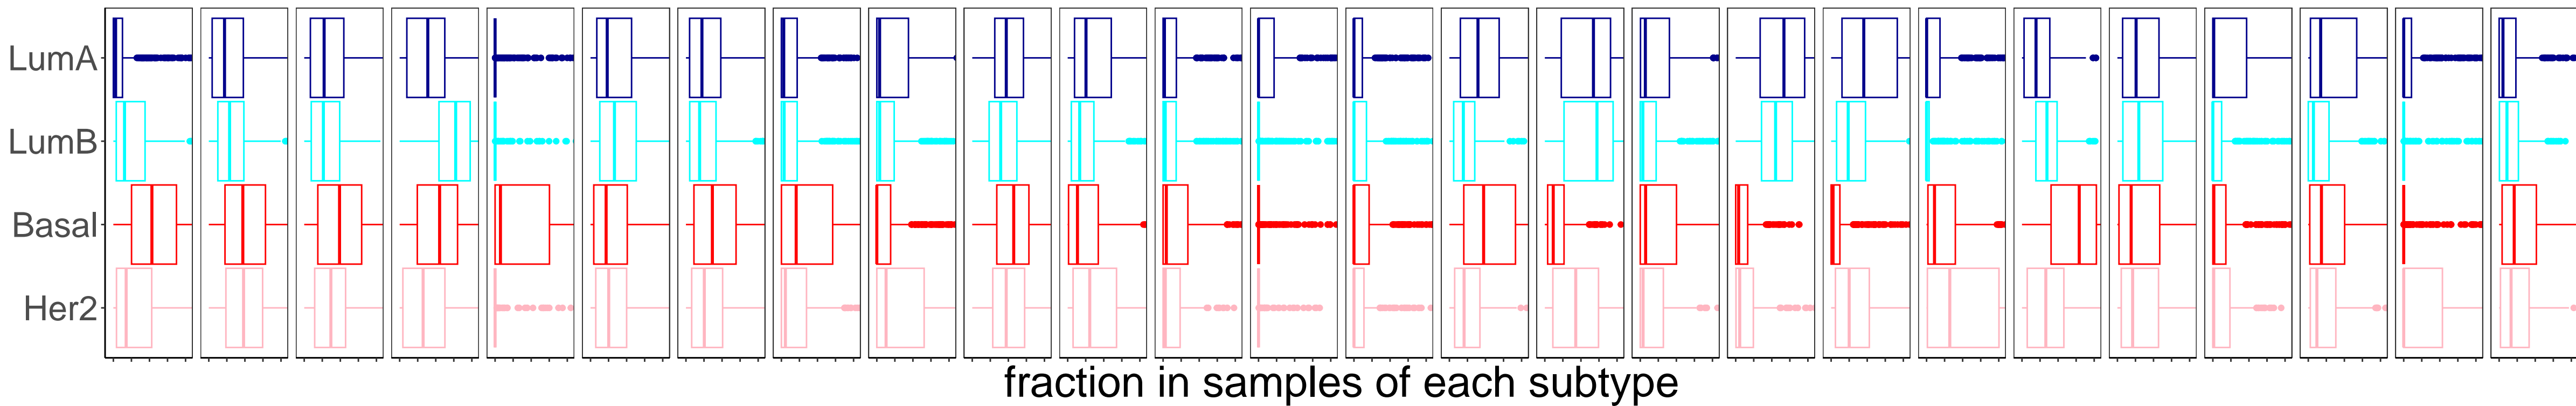 LumA
LumB
Basal
Her2
fraction in samples of each subtype